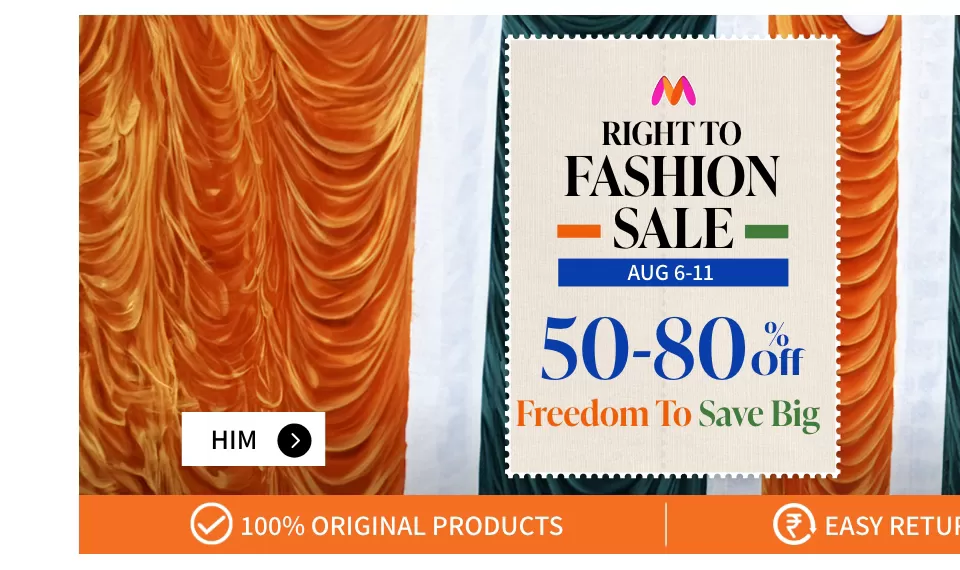 RIGHT TO
FASHION
SALE
AUG 6-11
50-80% Off
Freedom To Save Big
HIM
100% ORIGINAL PRODUCTS
EASY